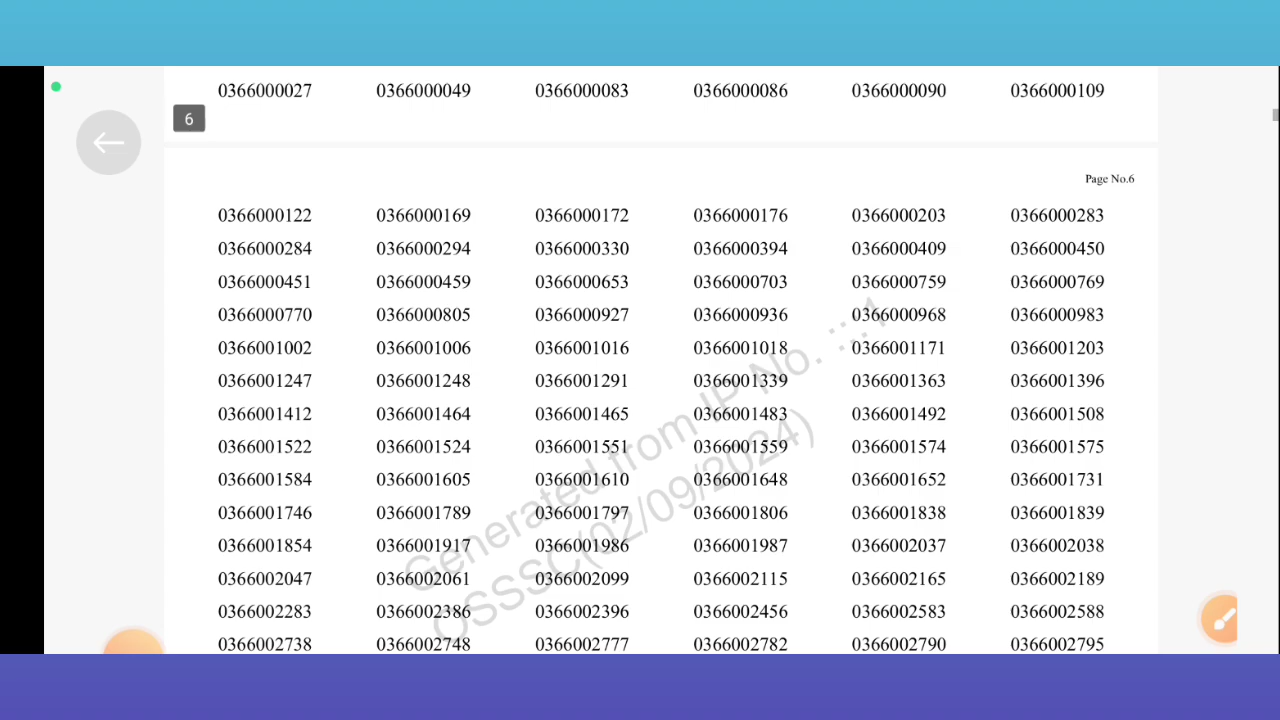 0366000027 0366000049 0366000083 0366000086 0366000090 0366000109
6
Page No.6
0366000122 0366000169 0366000172 0366000176 0366000203 0366000283
0366000284 0366000294 0366000330 0366000394 0366000409 0366000450
0366000451 0366000459 0366000653 0366000703 0366000759 0366000769
0366000770 0366000805 0366000927 0366000936 0366000968 0366000983
0366001002 0366001006 0366001016 0366001018 0366001171 0366001203
0366001247 0366001248 0366001291 0366001339 0366001363 0366001396
0366001412 0366001464 0366001465 0366001483 0366001492 0366001508
0366001522 0366001524 0366001551 0366001559 0366001574 0366001575
0366001584 0366001605 0366001610 0366001648 0366001652 0366001731
0366001746 0366001789 0366001797 0366001806 0366001838 0366001839
0366001854 0366001917 0366001986 0366001987 0366002037 0366002038
0366002047 0366002061 0366002099 0366002115 0366002165 0366002189
0366002283 0366002386 0366002396 0366002456 0366002583 0366002588
0366002738 0366002748 0366002777 0366002782 0366002790 0366002795
Generated from IP No. :::1
OSSSC(02/09/2024)